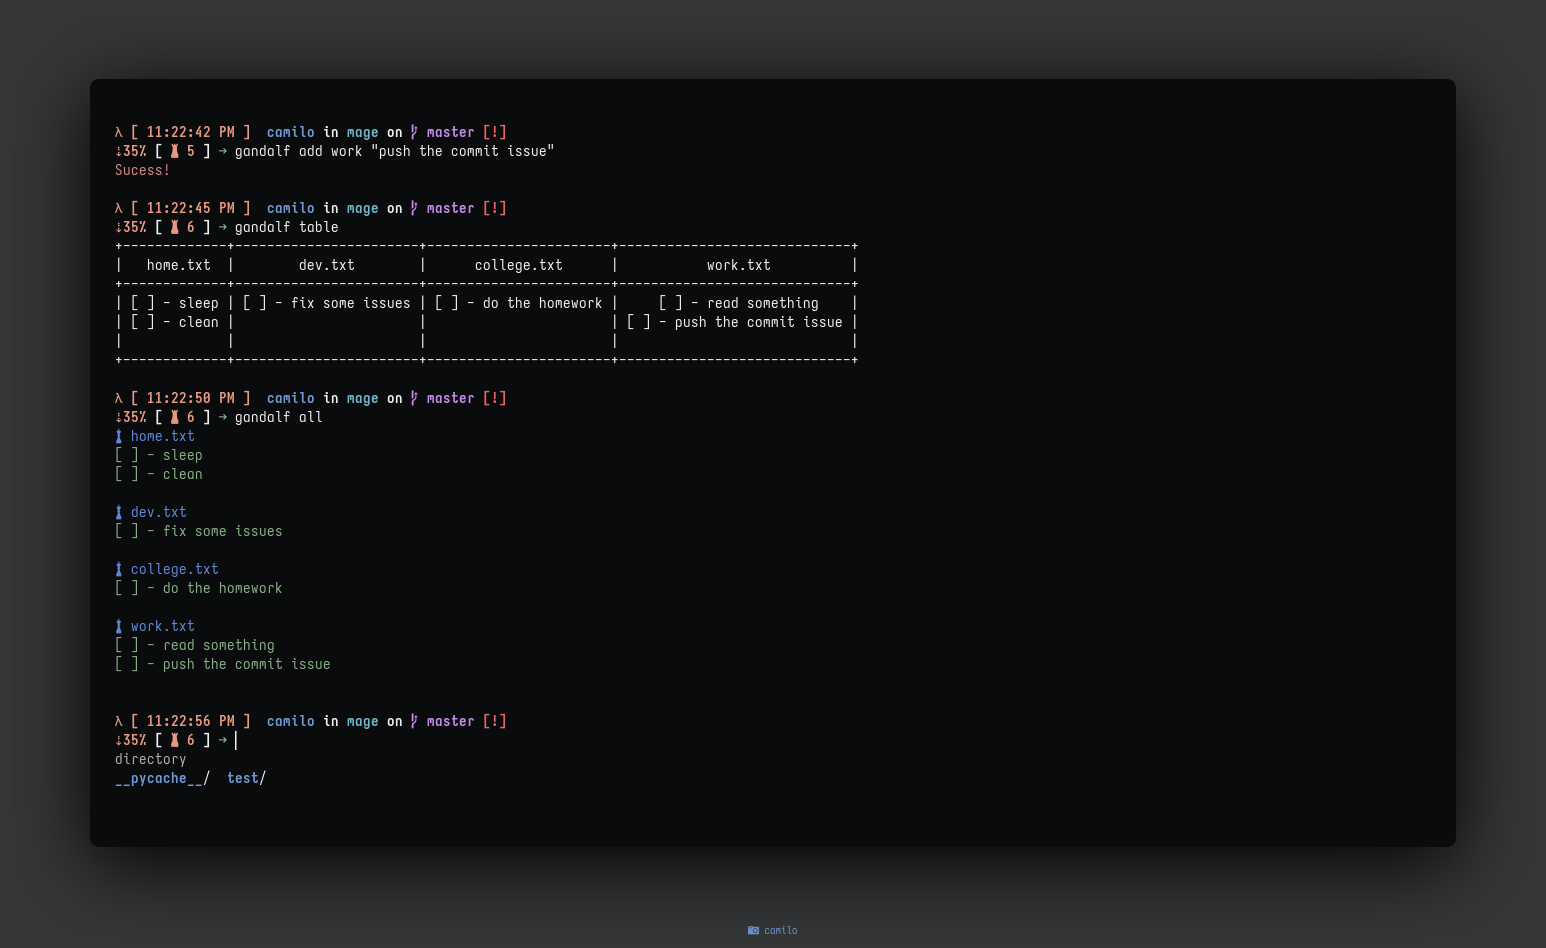 λ [ 11:22:42 PM ]  camilo in mage on master [!]
↓35% [ 5 ] → gandalf add work "push the commit issue"
Sucess!
λ [ 11:22:45 PM ]  camilo in mage on master [!]
↓35% [ 6 ] → gandalf table
+-------------+-----------------------+-----------------------+-----------------------------+
|   home.txt  |        dev.txt        |      college.txt      |           work.txt          |
+-------------+-----------------------+-----------------------+-----------------------------+
| [ ] - sleep | [ ] - fix some issues | [ ] - do the homework |     [ ] - read something    |
| [ ] - clean |                       |                       | [ ] - push the commit issue |
|             |                       |                       |                             |
+-------------+-----------------------+-----------------------+-----------------------------+
λ [ 11:22:50 PM ]  camilo in mage on master [!]
↓35% [ 6 ] → gandalf all
home.txt
[ ] - sleep
[ ] - clean
dev.txt
[ ] - fix some issues
college.txt
[ ] - do the homework
work.txt
[ ] - read something
[ ] - push the commit issue
λ [ 11:22:56 PM ]  camilo in mage on master [!]
↓35% [ 6 ] →
directory
__pycache__/  test/
camilo